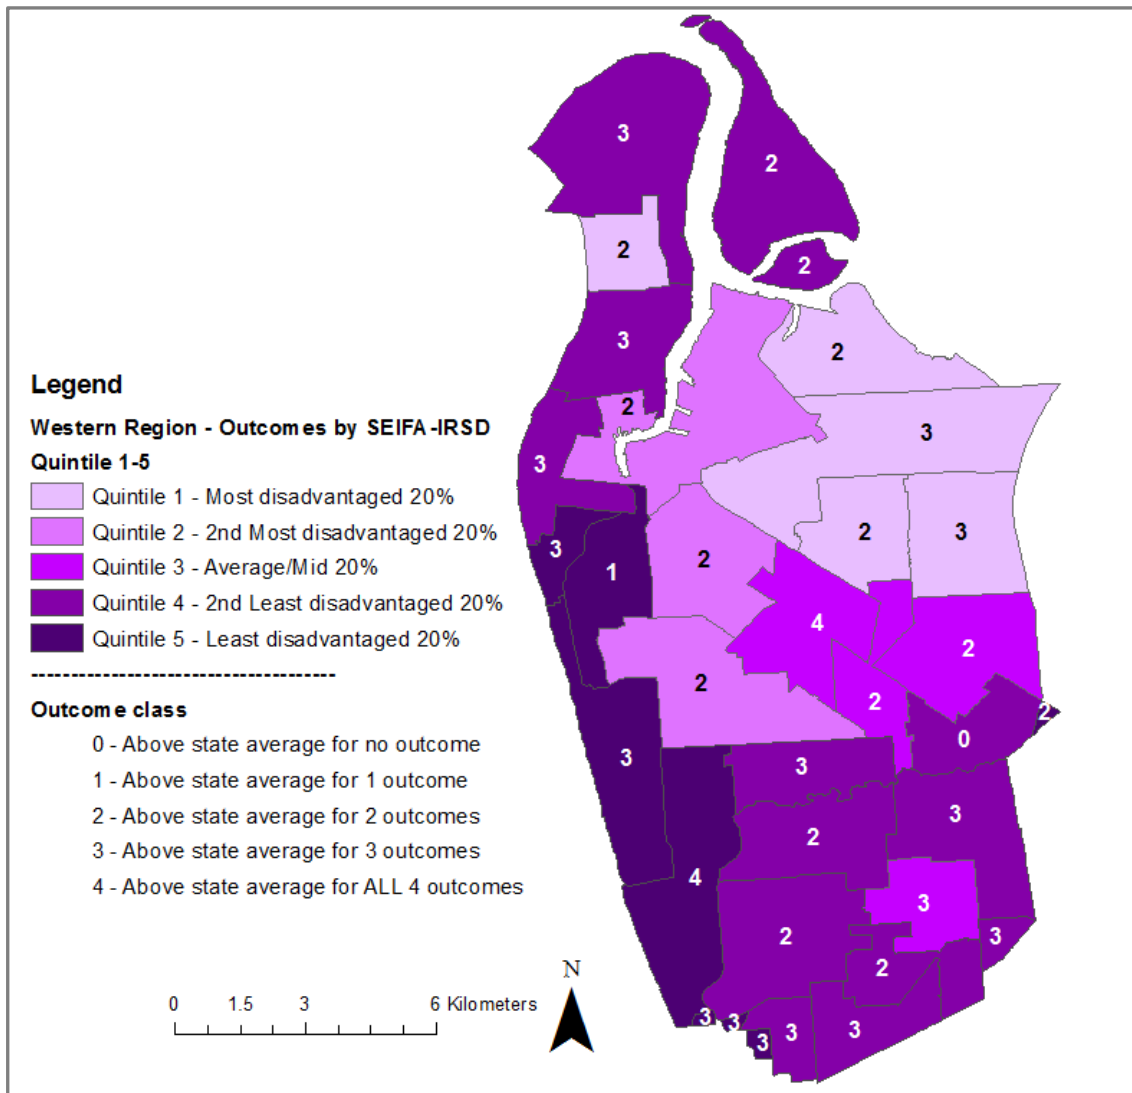 3
2
2
2
3
2
Legend
2
Western Region - Outcomes by SEIFA-IRSD
3
Quintile 1-5
3
Quintile 1 - Most disadvantaged 20%
Quintile 2 - 2nd Most disadvantaged 20%
2
3
3
2
Quintile 3 - Average/Mid 20%
1
Quintile 4 - 2nd Least disadvantaged 20%
4
Quintile 5 - Least disadvantaged 20%
2
---------------------------------------
2
2
Outcome class
2
0 - Above state average for no outcome
0
3
3
1 - Above state average for 1 outcome
2 - Above state average for 2 outcomes
3
2
3 - Above state average for 3 outcomes
4
4 - Above state average for ALL 4 outcomes
3
2
3
2
N
0 1.5 3 6 Kilometers
3
3
3
3
3
3